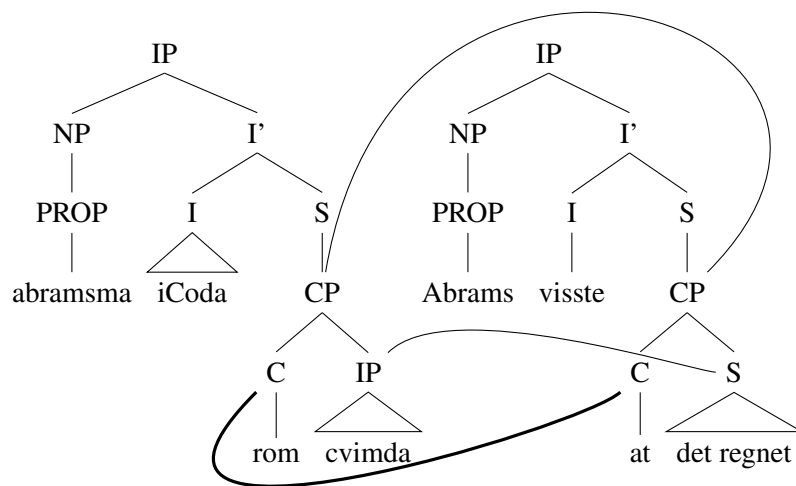 IP IP
NP I' NP I'
PROP I S PROP I S
abramsma iCoda CP Abrams visste CP
C IP C S
rom cvimda at det regnet